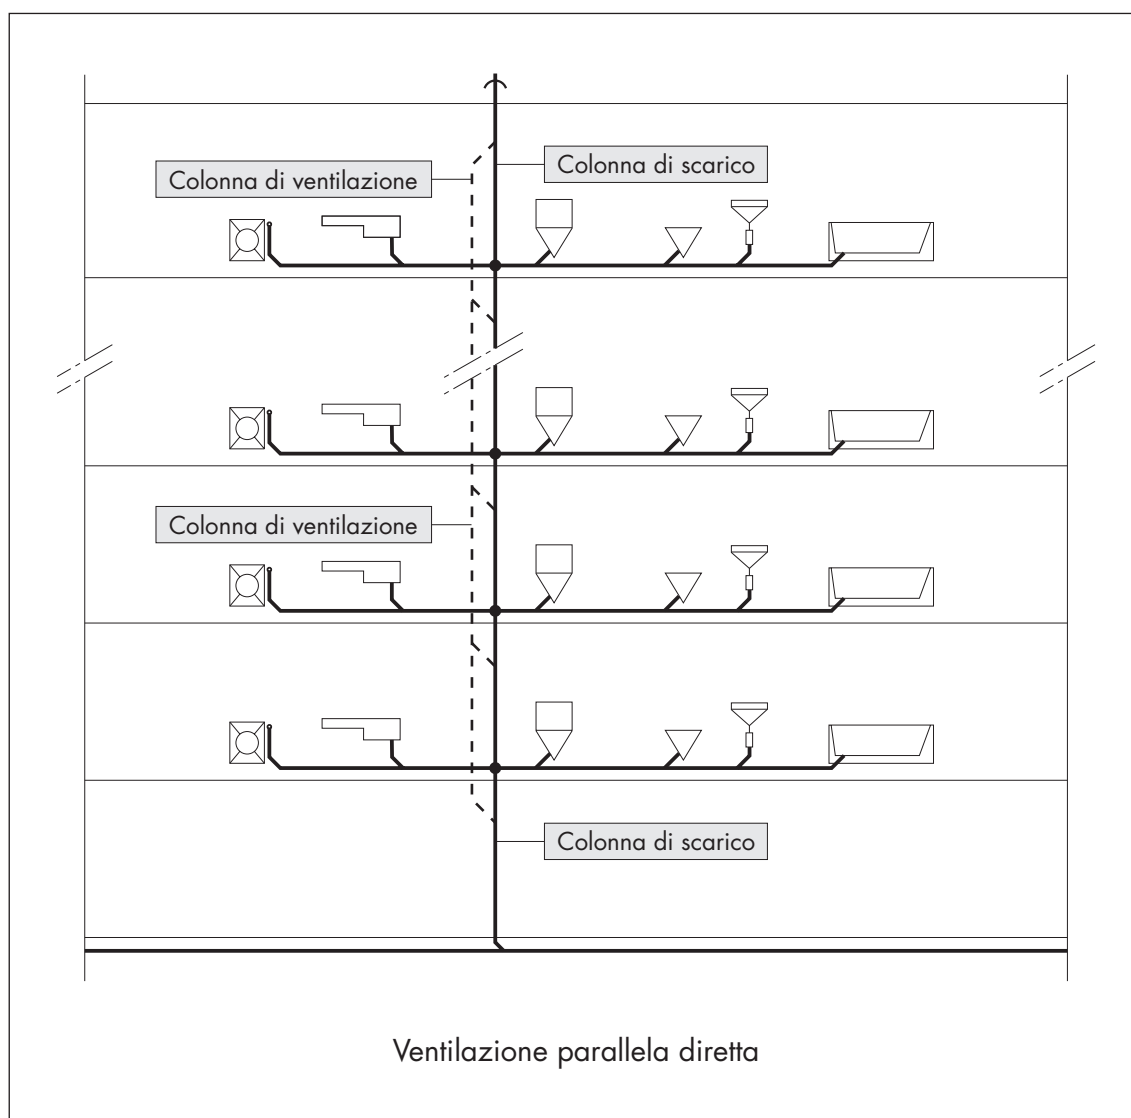 Colonna di scarico
Colonna di ventilazione
Colonna di ventilazione
Colonna di scarico
Ventilazione parallela diretta